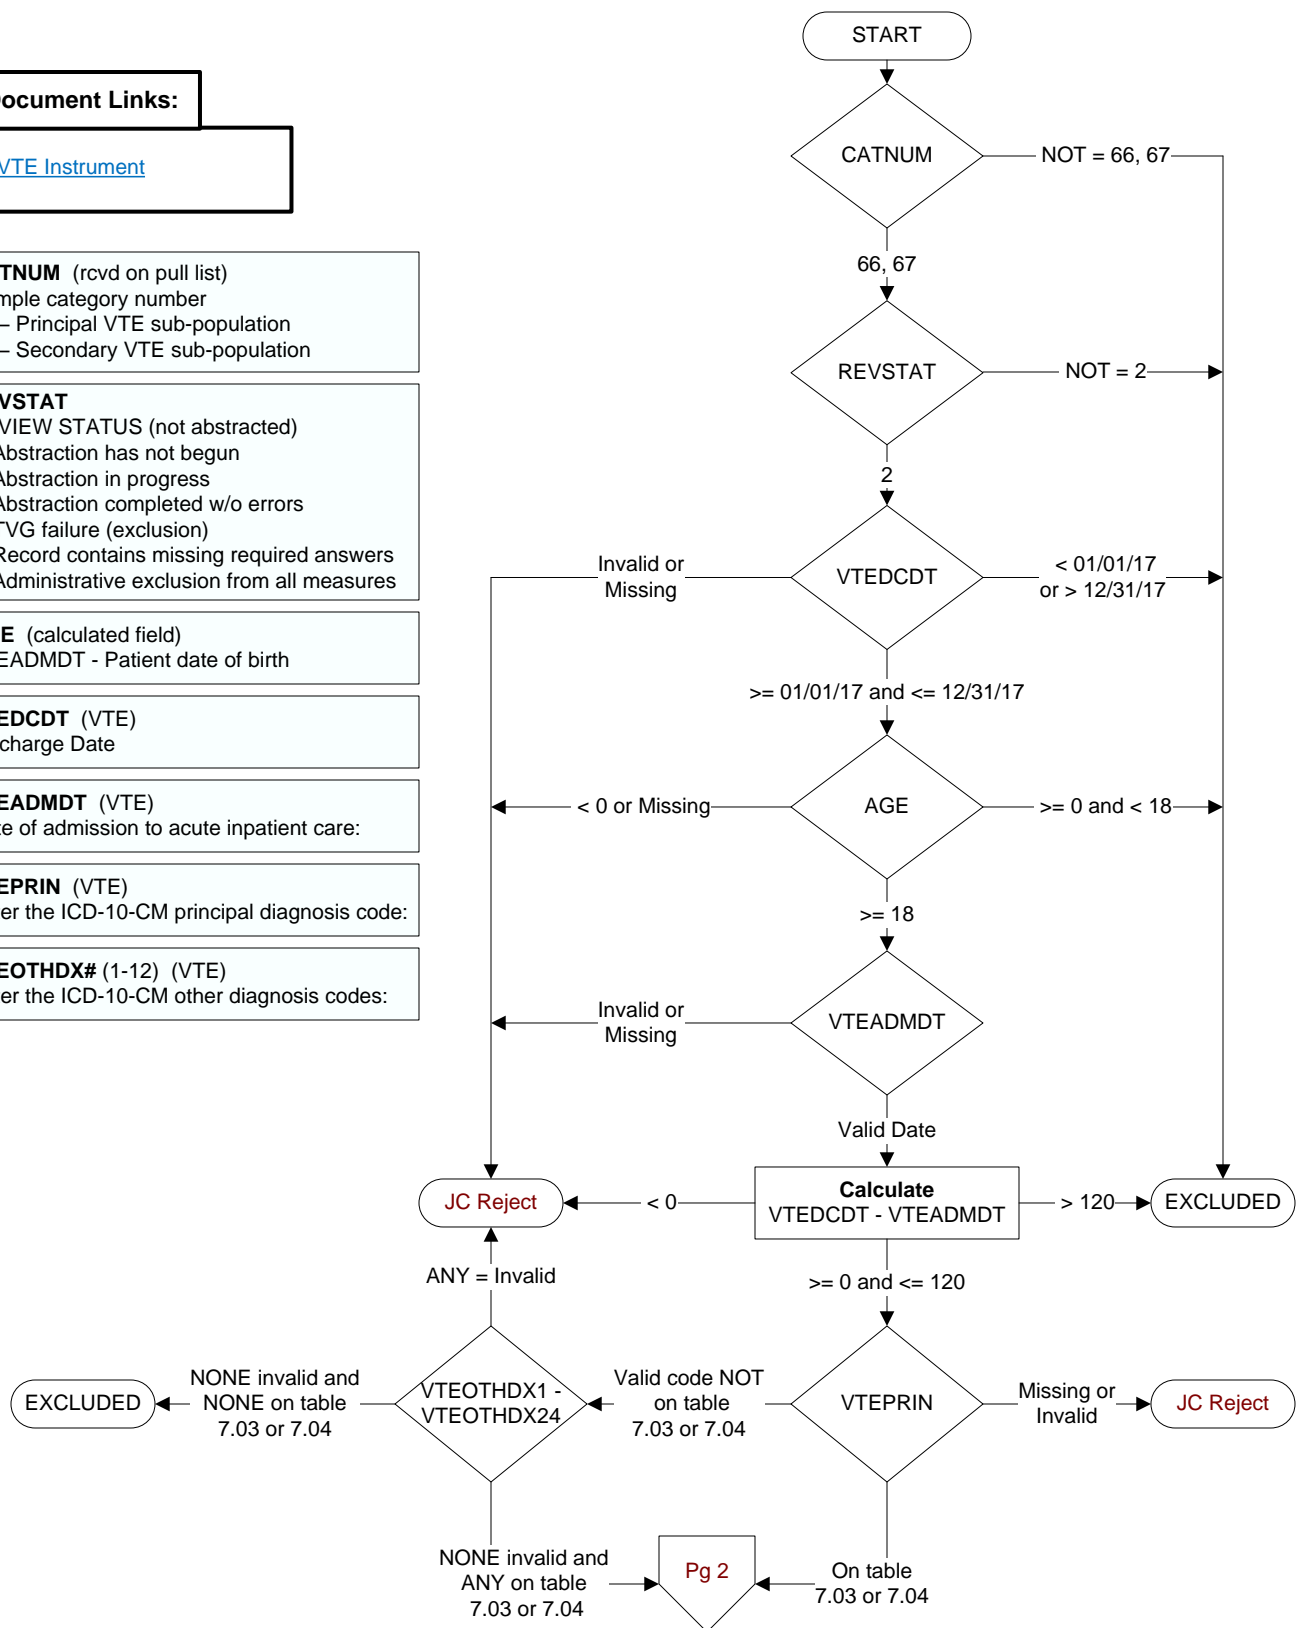 Document Links:
VTE Instrument
TNUM (rcvd on pull list)
mple category number
– Principal VTE sub-population
– Secondary VTE sub-population
VSTAT
VIEW STATUS (not abstracted)
Abstraction has not begun
Abstraction in progress
Abstraction completed w/o errors
TVG failure (exclusion)
Record contains missing required answers
Administrative exclusion from all measures
E (calculated field)
EADMDT - Patient date of birth
EDCDT (VTE)
charge Date
EADMDT (VTE)
te of admission to acute inpatient care:
EPRIN (VTE)
er the ICD-10-CM principal diagnosis code:
EOTHDX# (1-12) (VTE)
er the ICD-10-CM other diagnosis codes:
START
CATNUM
NOT = 66, 67
66, 67
REVSTAT
NOT = 2
2
Invalid or
Missing
VTEDCDT
< 01/01/17
or > 12/31/17
>= 01/01/17 and <= 12/31/17
< 0 or Missing
AGE
>= 0 and < 18
>= 18
Invalid or
Missing
VTEADMDT
Valid Date
JC Reject
< 0
Calculate
VTEDCDT - VTEADMDT
> 120
EXCLUDED
ANY = Invalid
>= 0 and <= 120
EXCLUDED
NONE invalid and
NONE on table
7.03 or 7.04
VTEOTHDX1 -
VTEOTHDX24
Valid code NOT
on table
7.03 or 7.04
VTEPRIN
Missing or
Invalid
JC Reject
NONE invalid and
ANY on table
7.03 or 7.04
Pg 2
On table
7.03 or 7.04